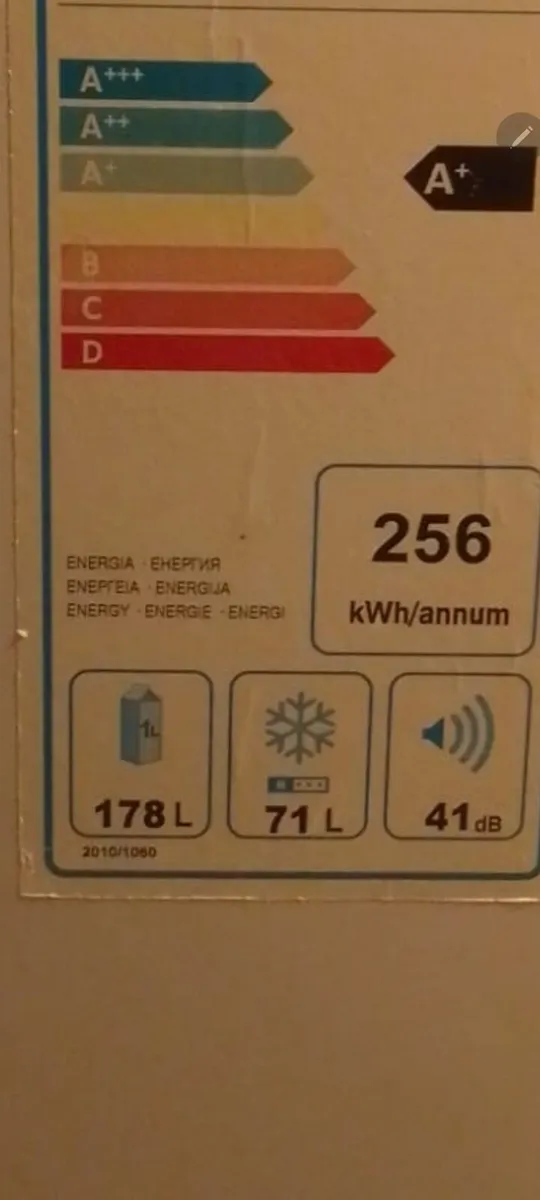 A+++
A++
A+
A+
B
C
D
256
kWh/annum
ENERGIA · ЕНЕРГИЯ
ΕΝΕΡΓΕΙΑ · ENERGIJA
ENERGY · ENERGIE · ENERGI
1L
178 L
71 L
41 dB
2010/1060